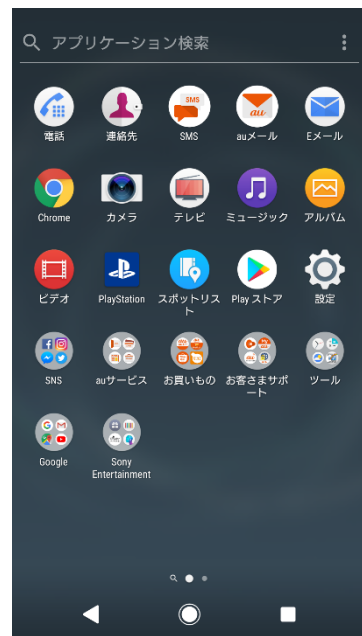 アプリケーション検索
電話
連絡先
SMS
SMS
au
auメール
Eメール
Chrome
カメラ
テレビ
ミュージック
アルバム
ビデオ
PlayStation
スポットリス
ト
Play ストア
設定
SNS
auサービス
お買いもの
お客さまサポ
ート
ツール
Google
Sony
Entertainment